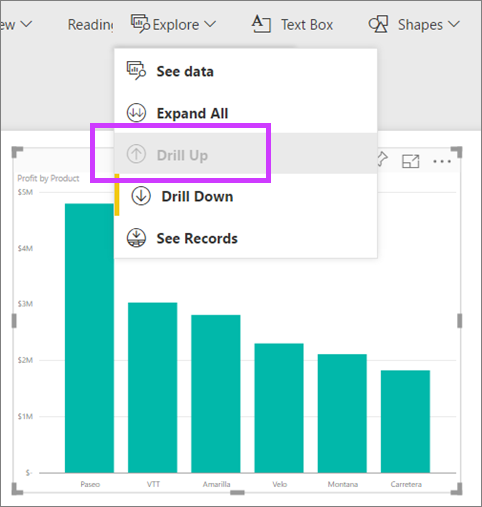 ew Reading Explore Text Box Shapes
See data
Expand All
Drill Up
Drill Down
See Records
Profit by Product
$5M
$4M
$3M
$2M
$1M
$-
Paseo VTT Amarilla Velo Montana Carretera